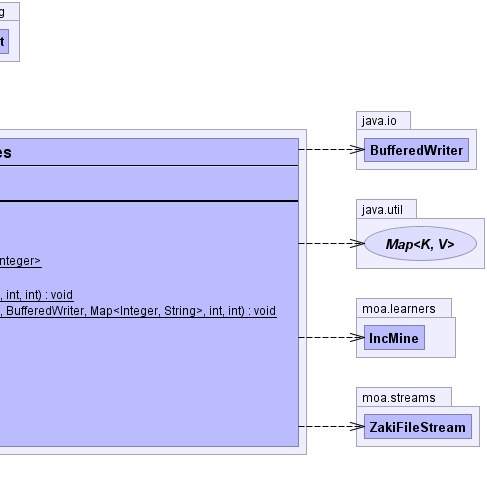 g
t
java.io
es
BufferedWriter
java.util
Map<K, V>
nteger>
, int, int) : void
, BufferedWriter, Map<Integer, String>, int, int) : void
moa.learners
IncMine
moa.streams
ZakiFileStream